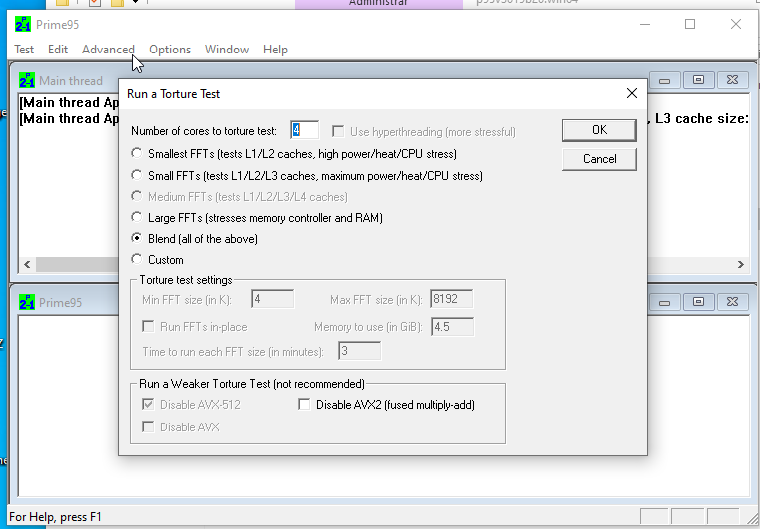 Administrar
p95v3019b20.win64
Prime95
Test Edit Advanced Options Window Help
Main thread
[Main thread Ap
[Main thread Ap
, L3 cache size:
Run a Torture Test
Number of cores to torture test: 4
Use hyperthreading (more stressful)
OK
Cancel
Smallest FFTs (tests L1/L2 caches, high power/heat/CPU stress)
Small FFTs (tests L1/L2/L3 caches, maximum power/heat/CPU stress)
Medium FFTs (tests L1/L2/L3/L4 caches)
Large FFTs (stresses memory controller and RAM)
Blend (all of the above)
Custom
Torture test settings
Min FFT size (in K): 4 Max FFT size (in K): 8192
Run FFTs in-place Memory to use (in GiB): 4.5
Time to run each FFT size (in minutes): 3
Run a Weaker Torture Test (not recommended)
Disable AVX-512 Disable AVX2 (fused multiply-add)
Disable AVX
Prime95
For Help, press F1